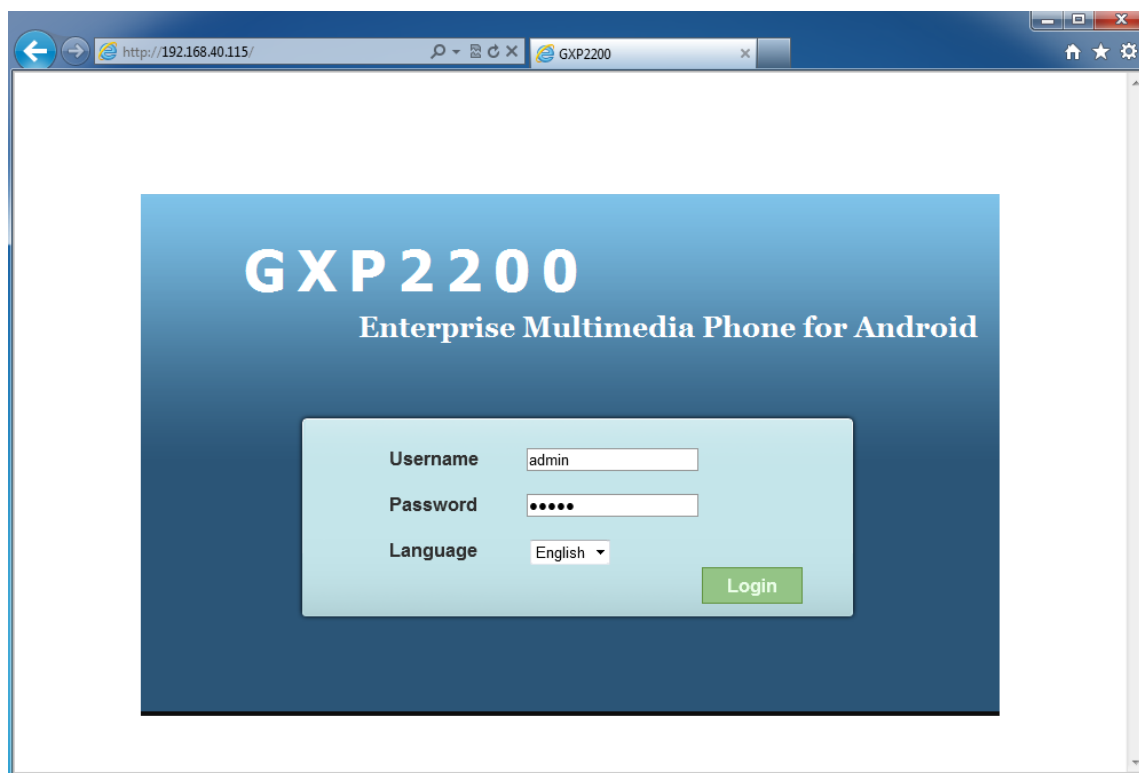 http://192.168.40.115/
GXP2200
GXP2200
Enterprise Multimedia Phone for Android
Username admin
Password •••••
Language English
Login